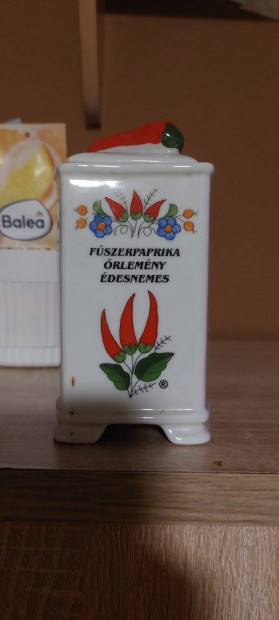 Balea
FŰSZERPAPRIKA
ŐRLEMÉNY
ÉDESNEMES
®